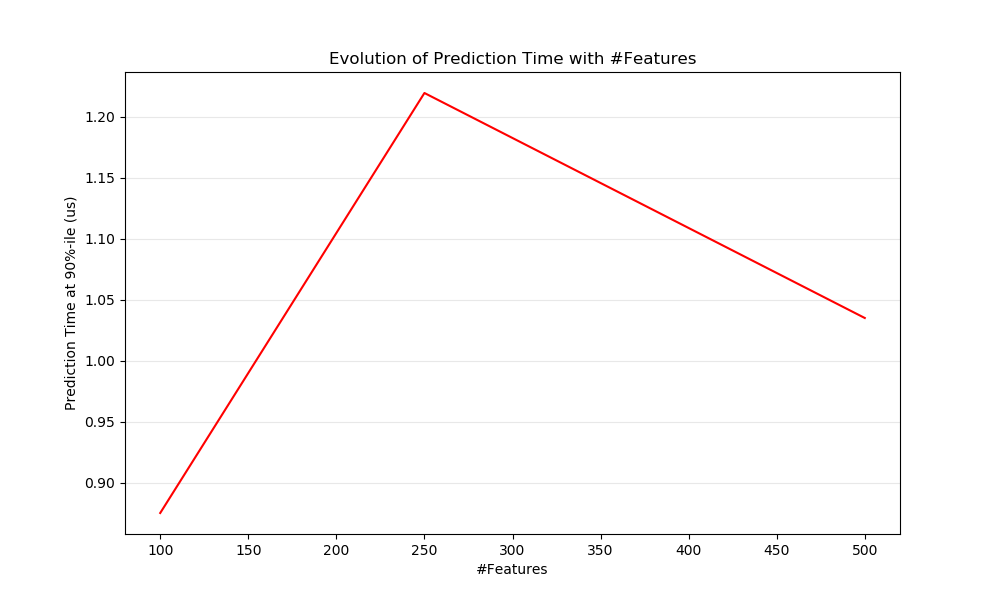 Evolution of Prediction Time with #Features
Prediction Time at 90%-ile (us)
1.20
1.15
1.10
1.05
1.00
0.95
0.90
100 150 200 250 300 350 400 450 500
#Features